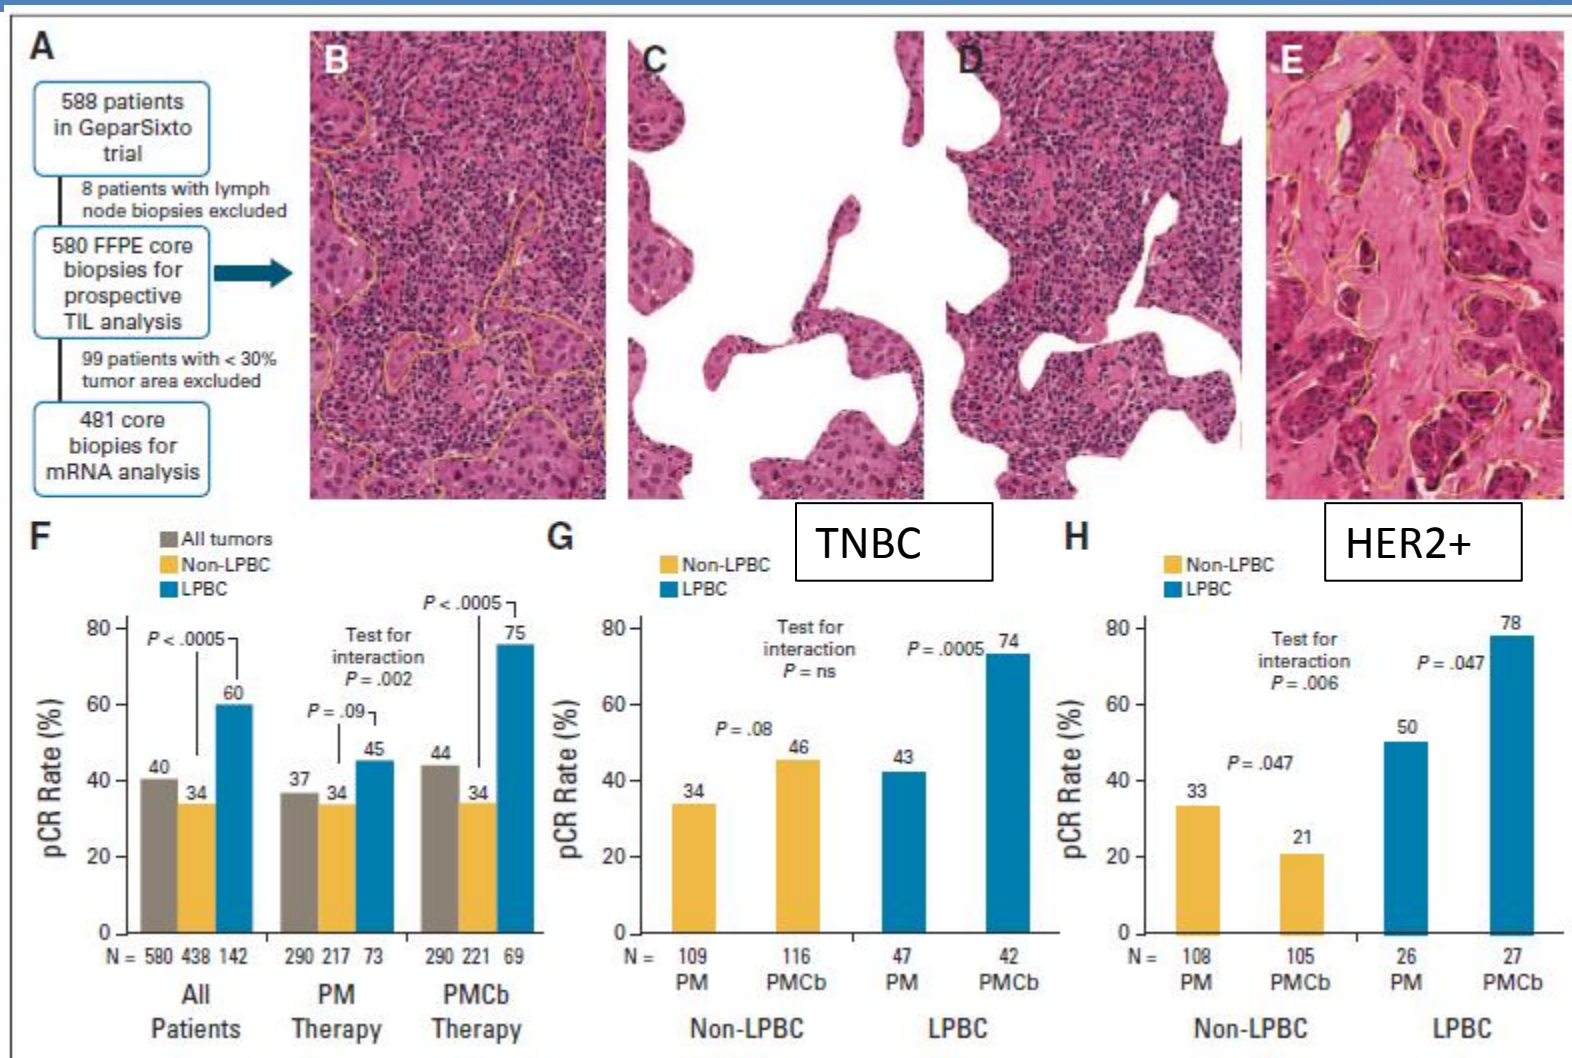 A
588 patients
in GeparSixto
trial
8 patients with lymph
node biopsies excluded
580 FFPE core
biopsies for
prospective
TIL analysis
99 patients with < 30%
tumor area excluded
481 core
biopies for
mRNA analysis
B
C
D
E
F
All tumors
Non-LPBC
LPBC
P < .0005
Test for
interaction
P = .002
P = .09
P < .0005
pCR Rate (%)
80
60
40
20
0
40
34
60
37
34
45
44
34
75
N = 580 438 142
290 217 73
290 221 69
All
Patients
PM
Therapy
PMCb
Therapy
G
TNBC
Non-LPBC
LPBC
Test for
interaction
P = ns
P = .08
P = .0005
pCR Rate (%)
80
60
40
20
0
34
46
43
74
N = 109 116 47 42
PM PMCb PM PMCb
Non-LPBC LPBC
H
HER2+
Non-LPBC
LPBC
Test for
interaction
P = .006
P = .047
P = .047
pCR Rate (%)
80
60
40
20
0
33
21
50
78
N = 108 105 26 27
PM PMCb PM PMCb
Non-LPBC LPBC